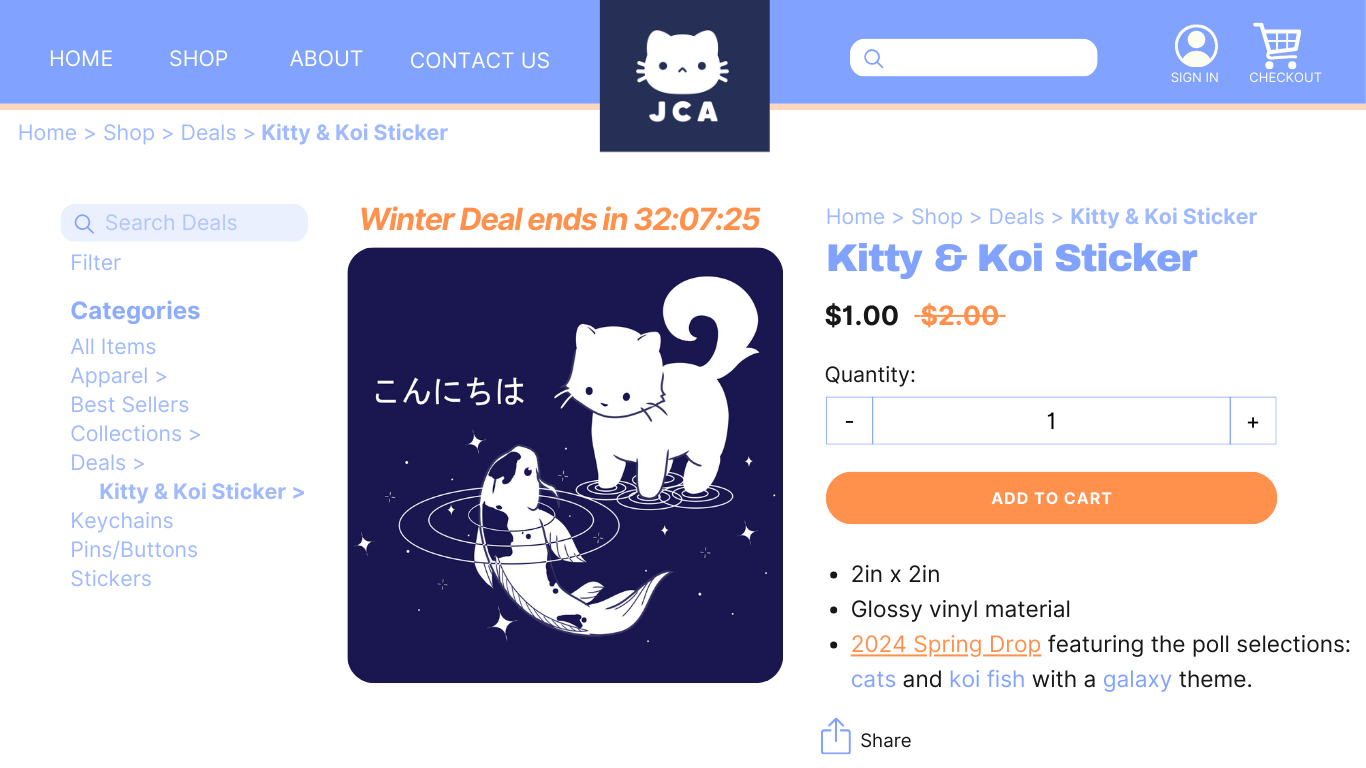 HOME SHOP ABOUT CONTACT US
JCA
SIGN IN CHECKOUT
Home > Shop > Deals > Kitty & Koi Sticker
Search Deals
Filter
Categories
All Items
Apparel >
Best Sellers
Collections >
Deals >
Kitty & Koi Sticker >
Keychains
Pins/Buttons
Stickers
Winter Deal ends in 32:07:25
こんにちは
Home > Shop > Deals > Kitty & Koi Sticker
Kitty & Koi Sticker
$1.00 $2.00
Quantity:
- 1 +
ADD TO CART
• 2in x 2in
• Glossy vinyl material
• 2024 Spring Drop featuring the poll selections:
cats and koi fish with a galaxy theme.
Share